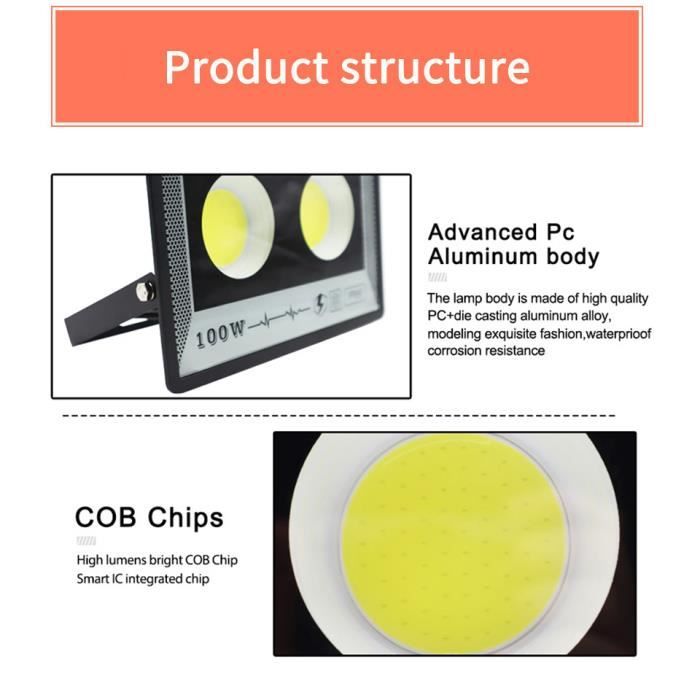 Product structure
Advanced Pc
Aluminum body
The lamp body is made of high quality
PC+die casting aluminum alloy,
modeling exquisite fashion,waterproof
corrosion resistance
100W
COB Chips
High lumens bright COB Chip
Smart IC integrated chip